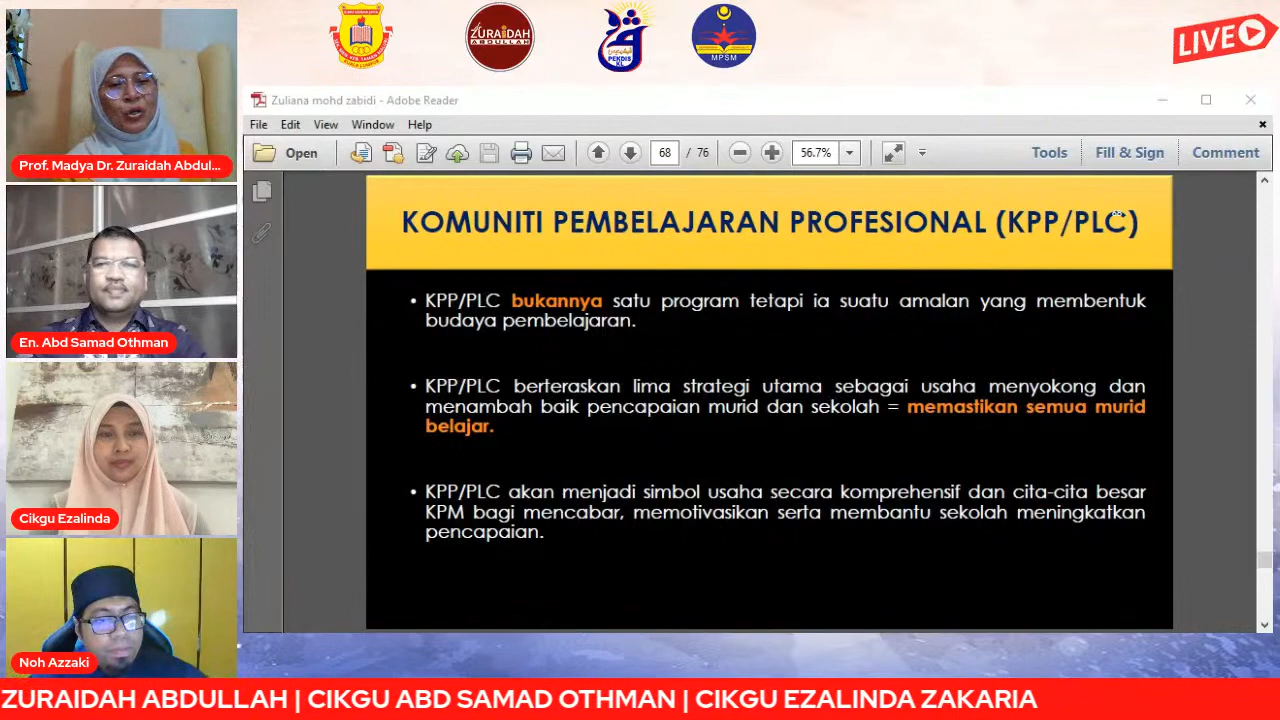 ZURAIDAH
ABDULLAH
PEKDIS
KL
MPSM
LIVE
Prof. Madya Dr. Zuraidah Abdul...
En. Abd Samad Othman
Cikgu Ezalinda
Noh Azzaki
Zuliana mohd zabidi - Adobe Reader
File Edit View Window Help
Open 68 / 76 56.7% Tools Fill & Sign Comment
KOMUNITI PEMBELAJARAN PROFESIONAL (KPP/PLC)
• KPP/PLC bukannya satu program tetapi ia suatu amalan yang membentuk
budaya pembelajaran.
• KPP/PLC berteraskan lima strategi utama sebagai usaha menyokong dan
menambah baik pencapaian murid dan sekolah = memastikan semua murid
belajar.
• KPP/PLC akan menjadi simbol usaha secara komprehensif dan cita-cita besar
KPM bagi mencabar, memotivasikan serta membantu sekolah meningkatkan
pencapaian.
ZURAIDAH ABDULLAH | CIKGU ABD SAMAD OTHMAN | CIKGU EZALINDA ZAKARIA